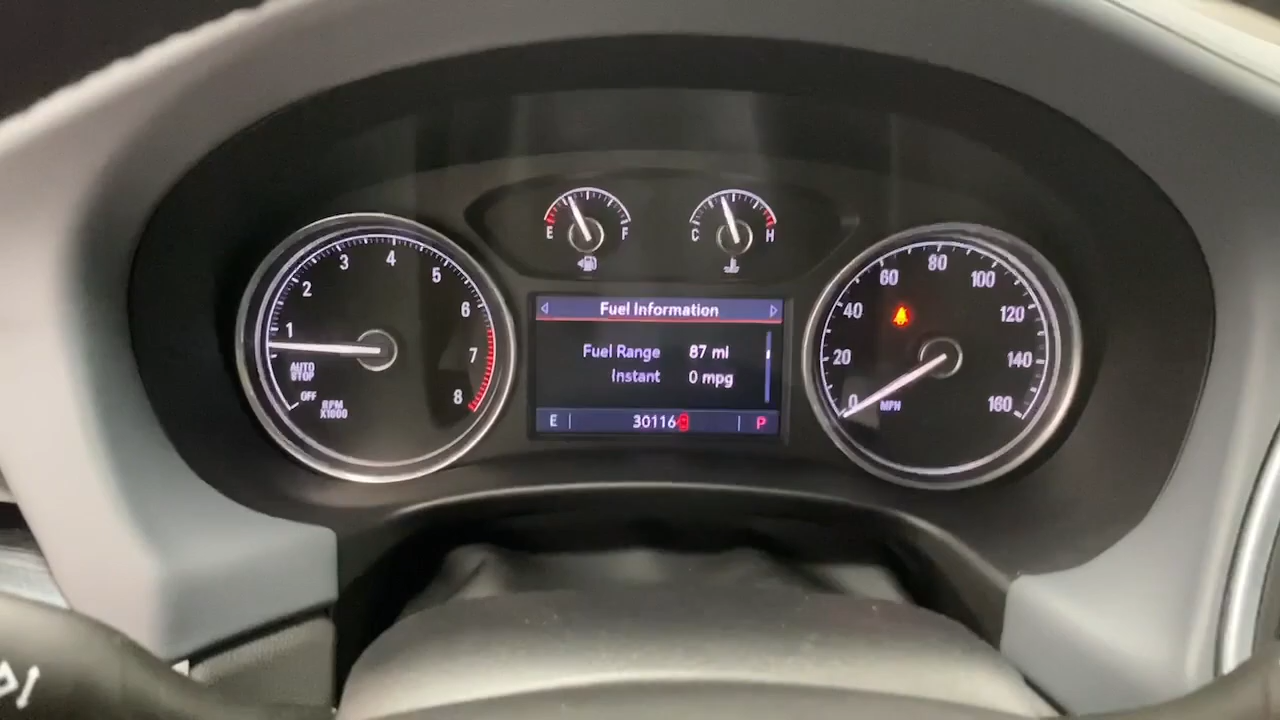 E F
C H
1 2 3 4 5 6 7 8
AUTO
STOP
OFF
RPM
X1000
Fuel Information
Fuel Range 87 mi
Instant 0 mpg
E 30116 P
0 20 40 60 80 100 120 140 160
MPH